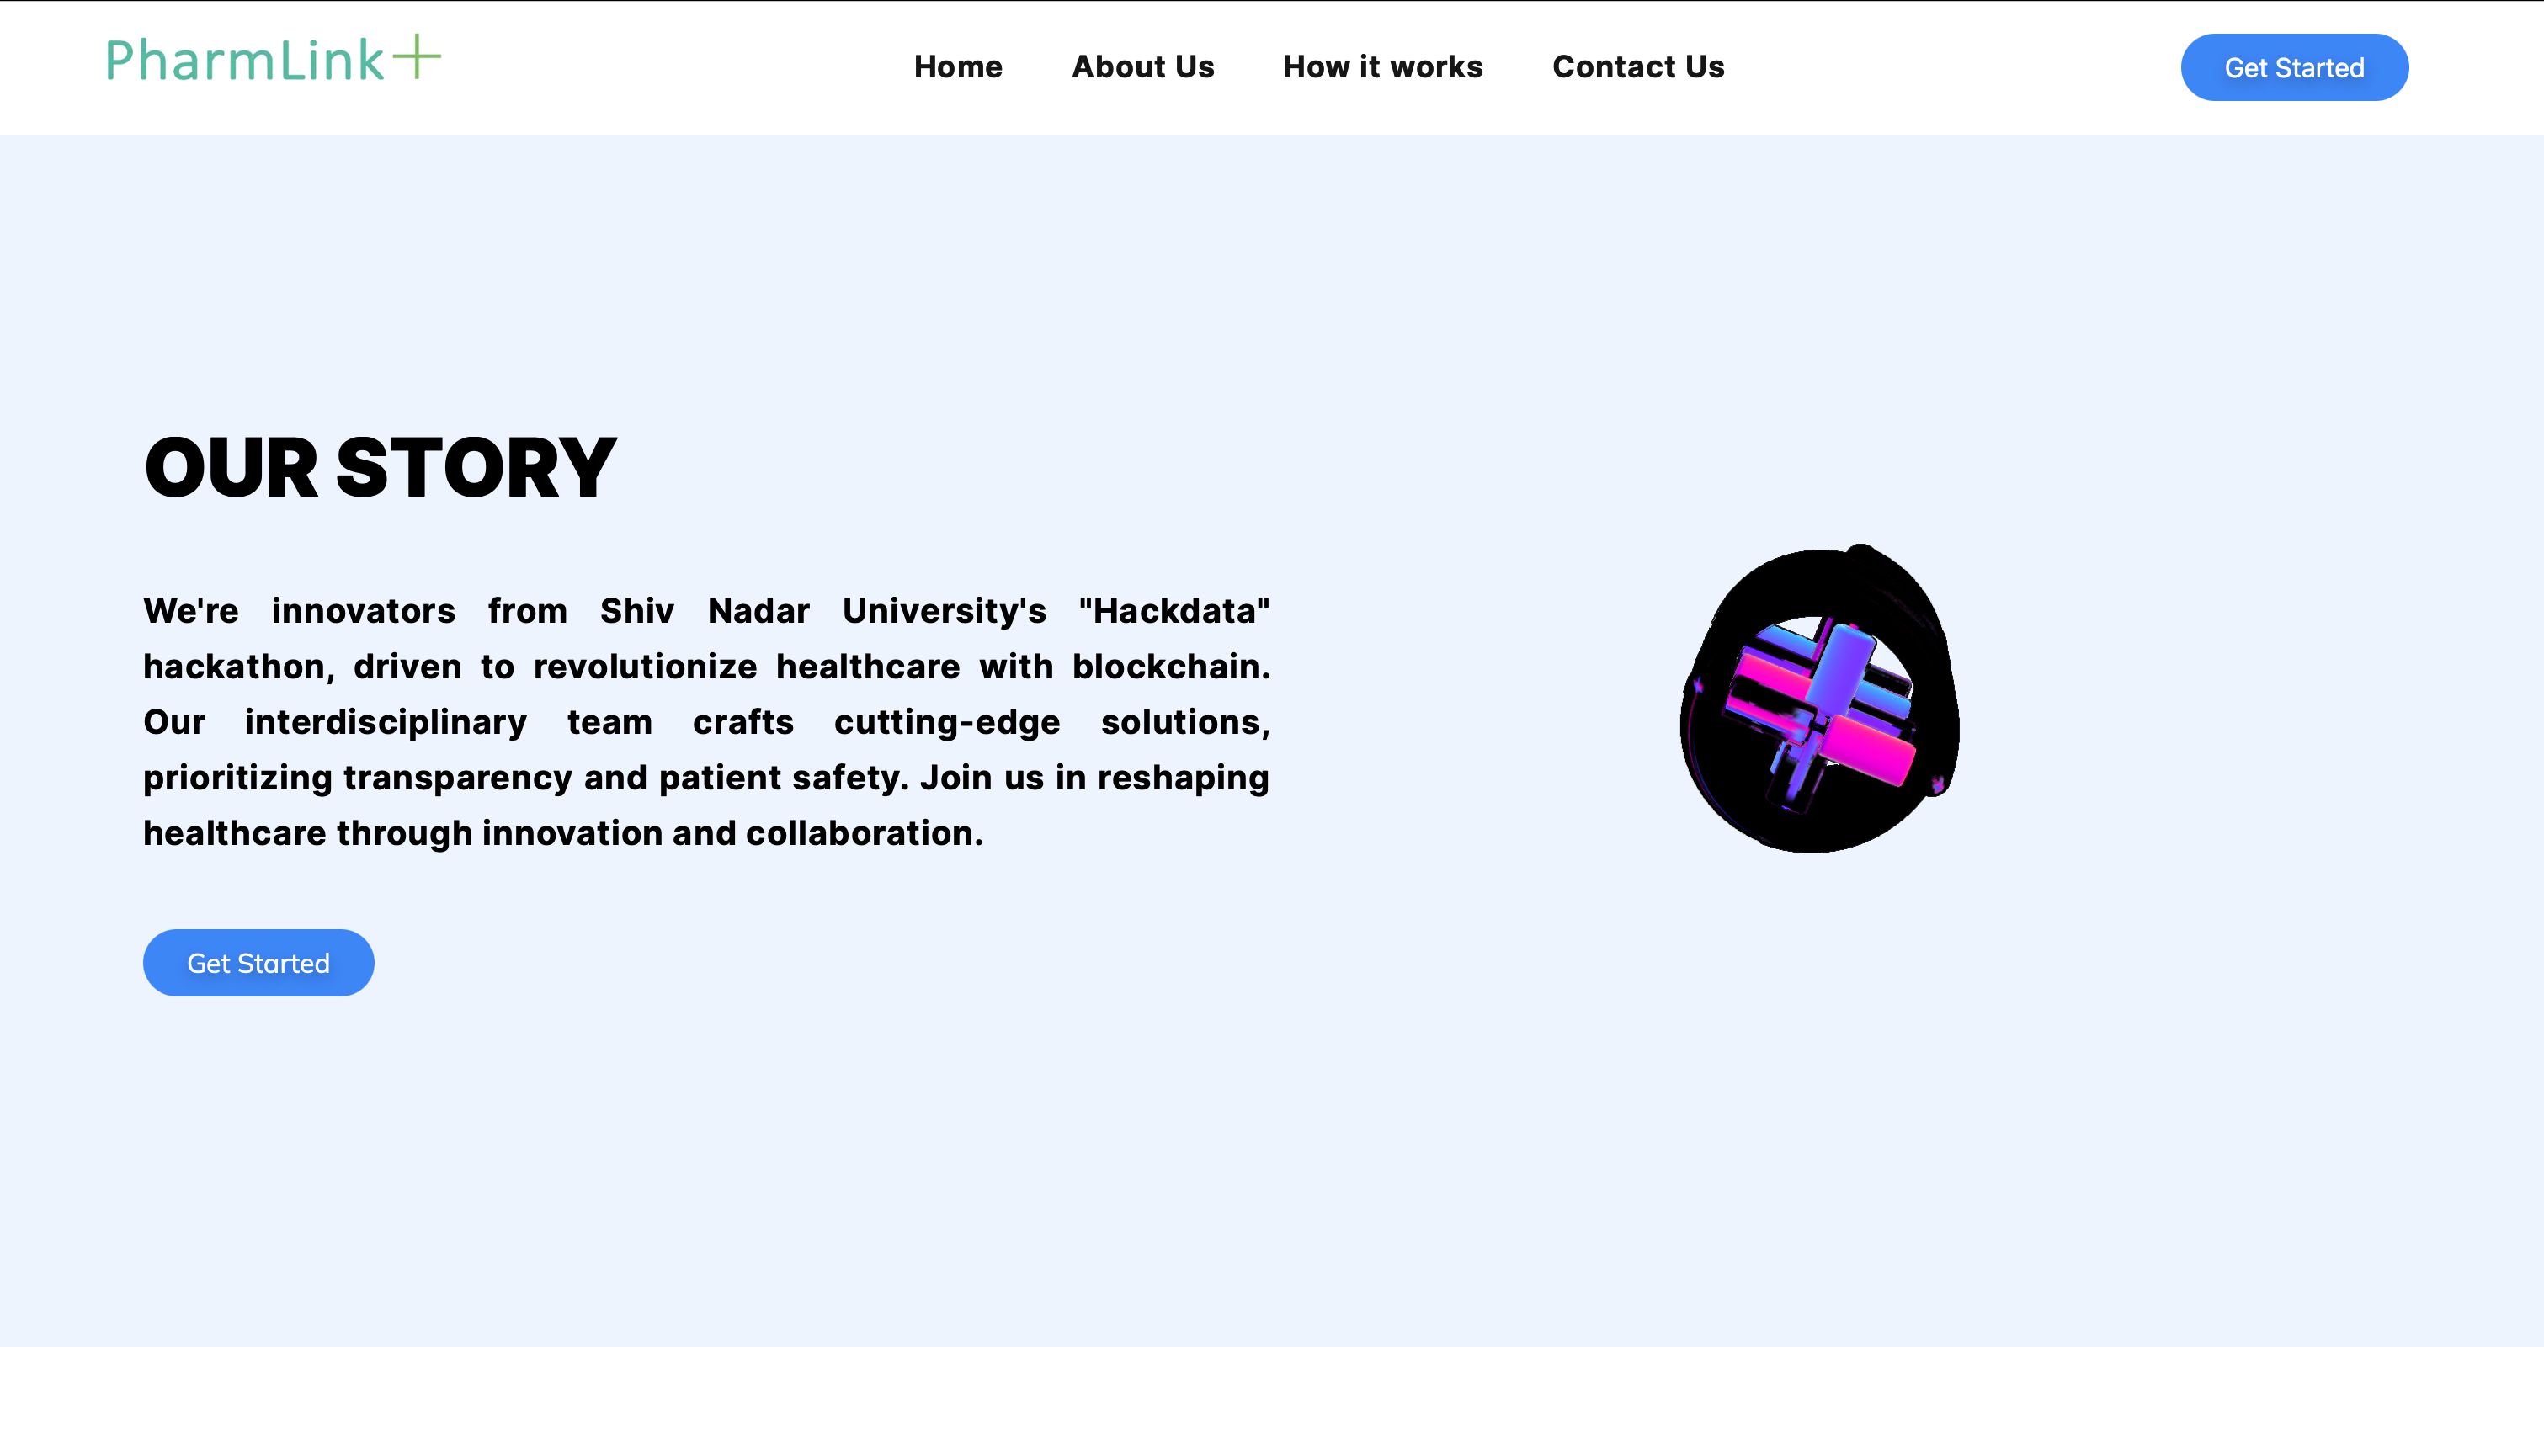 PharmLink+
Home
About Us
How it works
Contact Us
Get Started
OUR STORY
We're innovators from Shiv Nadar University's "Hackdata"
hackathon, driven to revolutionize healthcare with blockchain.
Our interdisciplinary team crafts cutting-edge solutions,
prioritizing transparency and patient safety. Join us in reshaping
healthcare through innovation and collaboration.
Get Started